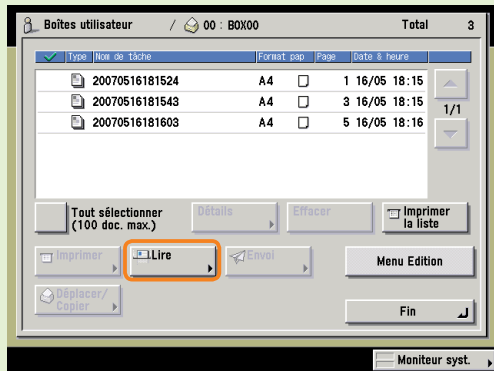 Boîtes utilisateur / 00 : BOX00 Total 3
Type Nom de tâche Format pap Page Date & heure
20070516181524 A4 1 16/05 18:15
20070516181543 A4 3 16/05 18:15
20070516181603 A4 5 16/05 18:16
1/1
Tout sélectionner
(100 doc. max.)
Détails
Effacer
Imprimer
la liste
Imprimer
Lire
Envoi
Menu Edition
Déplacer/
Copier
Fin
Moniteur syst.